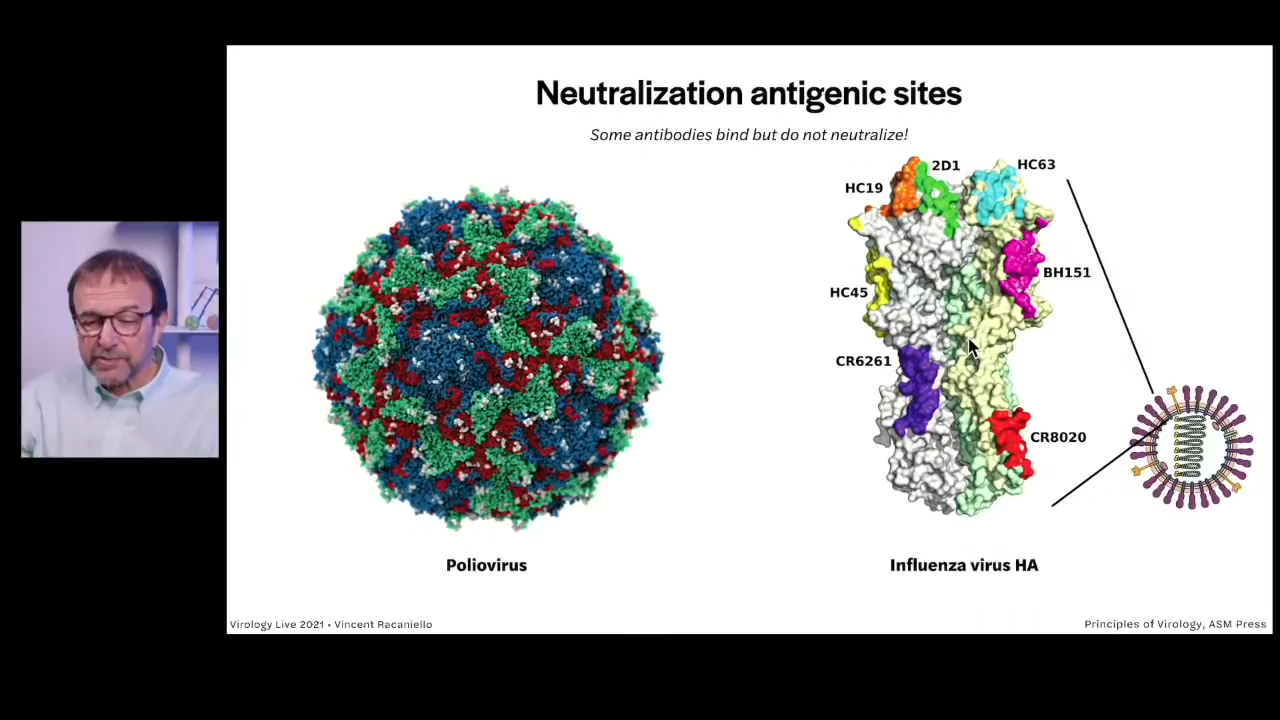 Neutralization antigenic sites
Some antibodies bind but do not neutralize!
2D1
HC63
HC19
BH151
HC45
CR6261
CR8020
Poliovirus
Influenza virus HA
Virology Live 2021 • Vincent Racaniello
Principles of Virology, ASM Press